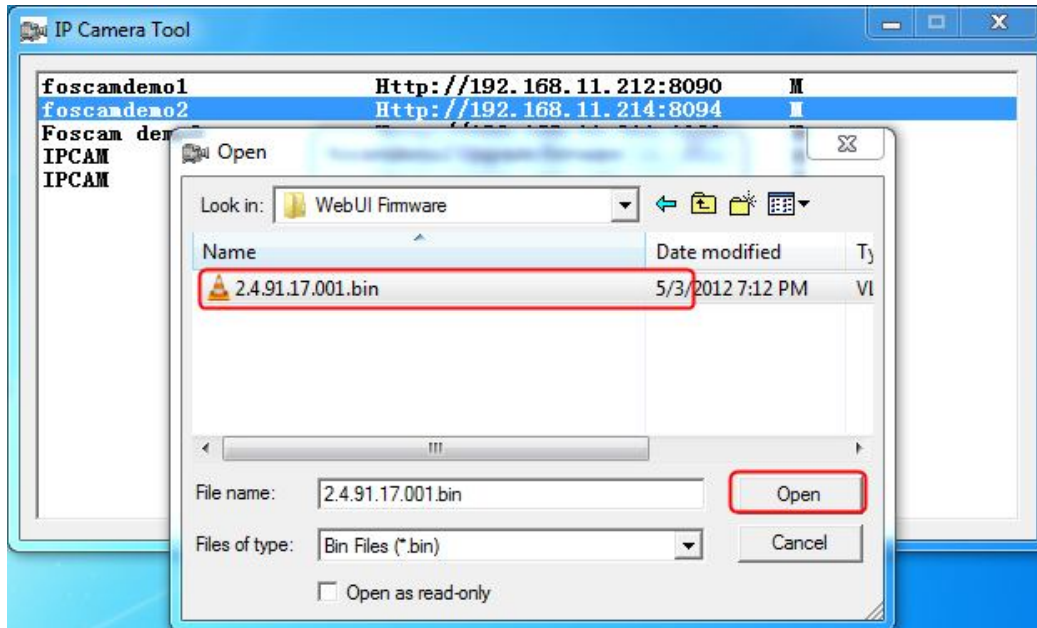 IP Camera Tool
foscamdemo1 Http://192.168.11.212:8090 M
foscamdemo2 Http://192.168.11.214:8094 M
Foscam dem
IPCAM
IPCAM
Open
Look in: WebUI Firmware
Name Date modified Ty
2.4.91.17.001.bin 5/3/2012 7:12 PM VL
File name: 2.4.91.17.001.bin Open
Files of type: Bin Files (*.bin) Cancel
Open as read-only